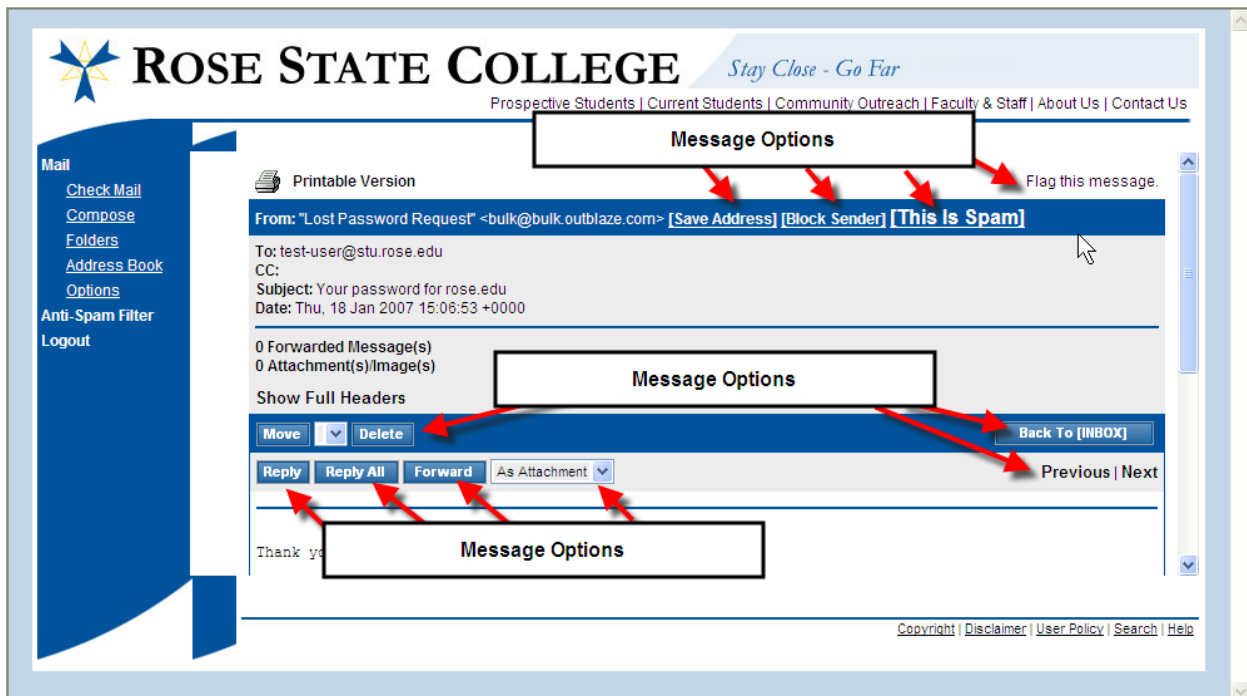 ROSE STATE COLLEGE Stay Close - Go Far
Prospective Students | Current Students | Community Outreach | Faculty & Staff | About Us | Contact Us
Message Options
Mail
Check Mail
Compose
Folders
Address Book
Options
Anti-Spam Filter
Logout
Printable Version Flag this message.
From: "Lost Password Request" <bulk@bulk.outblaze.com> [Save Address] [Block Sender] [This Is Spam]
To: test-user@stu.rose.edu
CC:
Subject: Your password for rose.edu
Date: Thu, 18 Jan 2007 15:06:53 +0000
0 Forwarded Message(s)
0 Attachment(s)/Image(s)
Message Options
Show Full Headers
Move Delete Back To [INBOX]
Reply Reply All Forward As Attachment Previous | Next
Message Options
Thank
Copyright | Disclaimer | User Policy | Search | Help